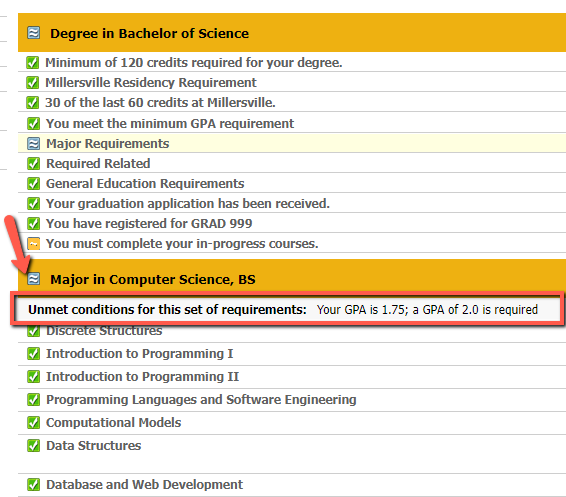 Degree in Bachelor of Science
Minimum of 120 credits required for your degree.
Millersville Residency Requirement
30 of the last 60 credits at Millersville.
You meet the minimum GPA requirement
Major Requirements
Required Related
General Education Requirements
Your graduation application has been received.
You have registered for GRAD 999
You must complete your in-progress courses.
Major in Computer Science, BS
Unmet conditions for this set of requirements: Your GPA is 1.75; a GPA of 2.0 is required
Discrete Structures
Introduction to Programming I
Introduction to Programming II
Programming Languages and Software Engineering
Computational Models
Data Structures
Database and Web Development